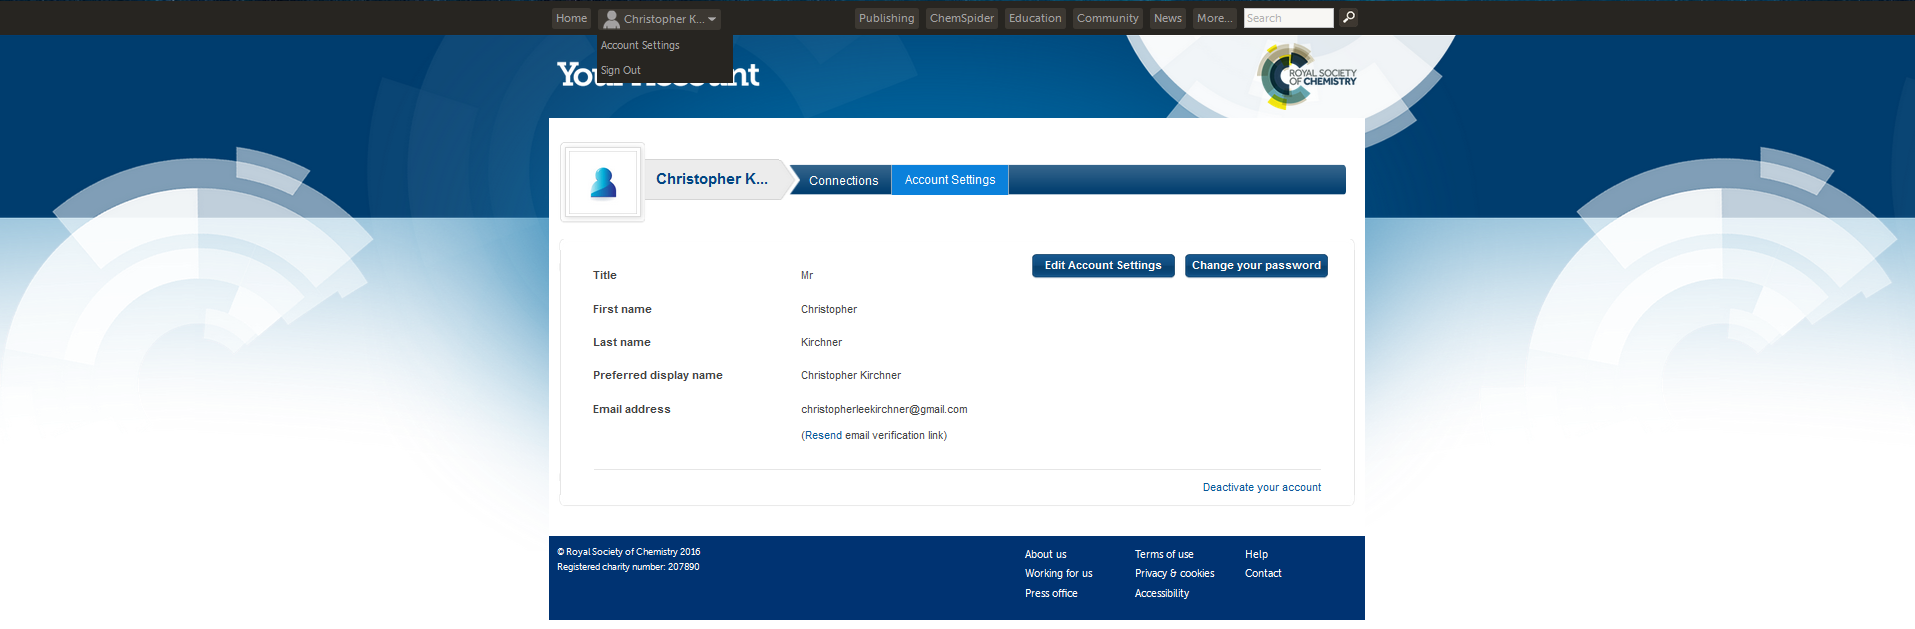 Home Christopher K... Publishing ChemSpider Education Community News More... Search
Account Settings
Sign Out
Your Account
ROYAL SOCIETY
OF CHEMISTRY
Christopher K... Connections Account Settings
Edit Account Settings Change your password
Title Mr
First name Christopher
Last name Kirchner
Preferred display name Christopher Kirchner
Email address christopherleekirchner@gmail.com
(Resend email verification link)
Deactivate your account
© Royal Society of Chemistry 2016
Registered charity number: 207890
About us Terms of use Help
Working for us Privacy & cookies Contact
Press office Accessibility